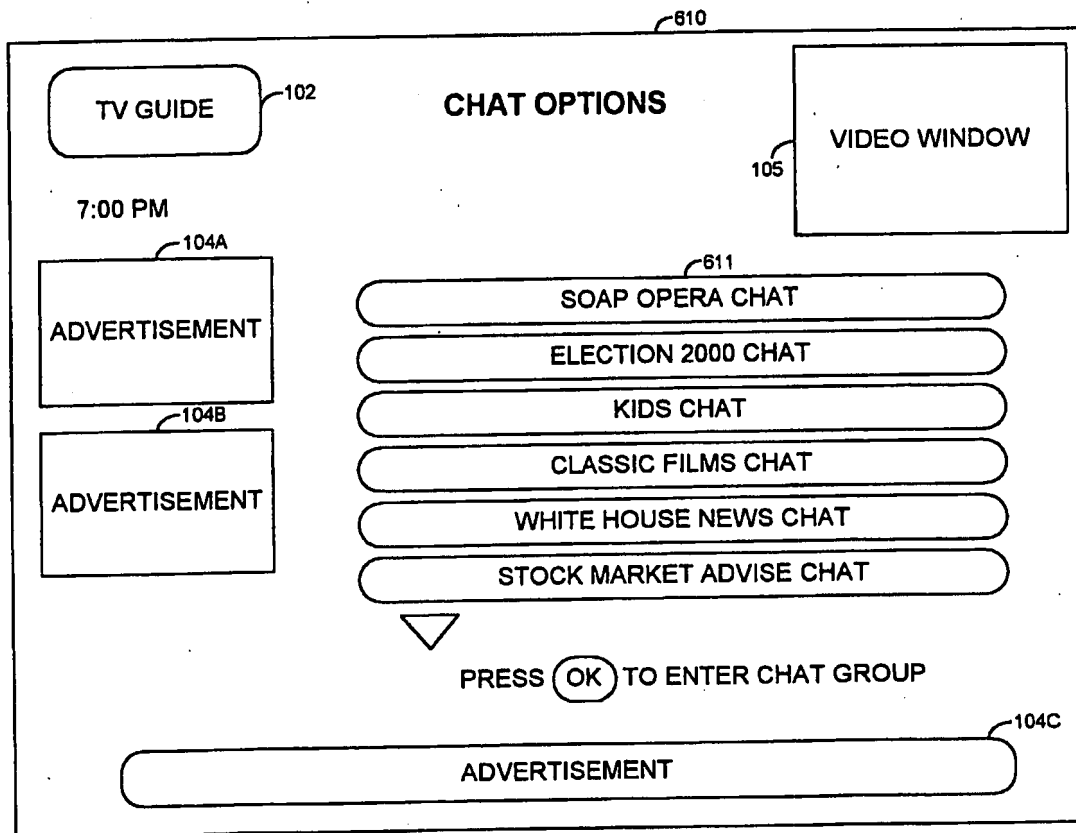 610
TV GUIDE
102
CHAT OPTIONS
VIDEO WINDOW
105
7:00 PM
104A
ADVERTISEMENT
104B
ADVERTISEMENT
611
SOAP OPERA CHAT
ELECTION 2000 CHAT
KIDS CHAT
CLASSIC FILMS CHAT
WHITE HOUSE NEWS CHAT
STOCK MARKET ADVISE CHAT
PRESS OK TO ENTER CHAT GROUP
104C
ADVERTISEMENT